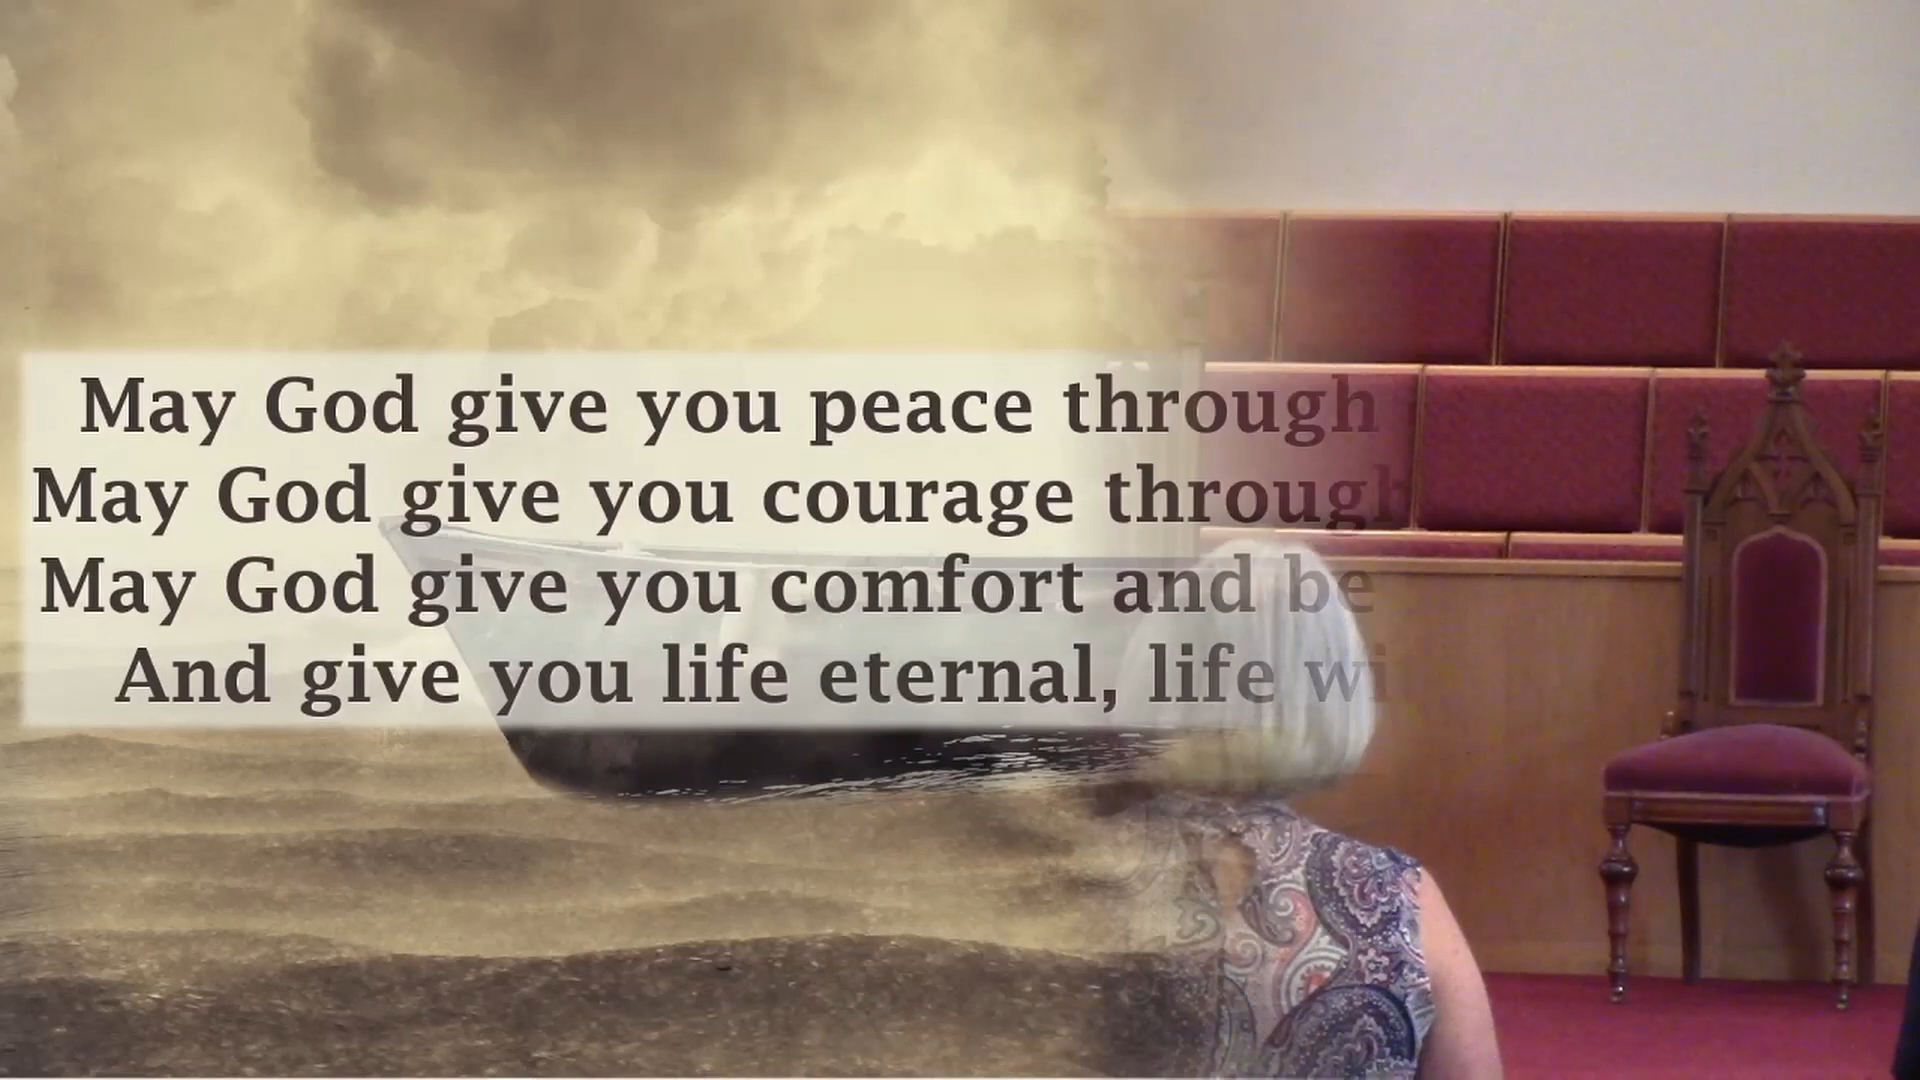 May God give you peace through
May God give you courage through
May God give you comfort and be
And give you life eternal, life